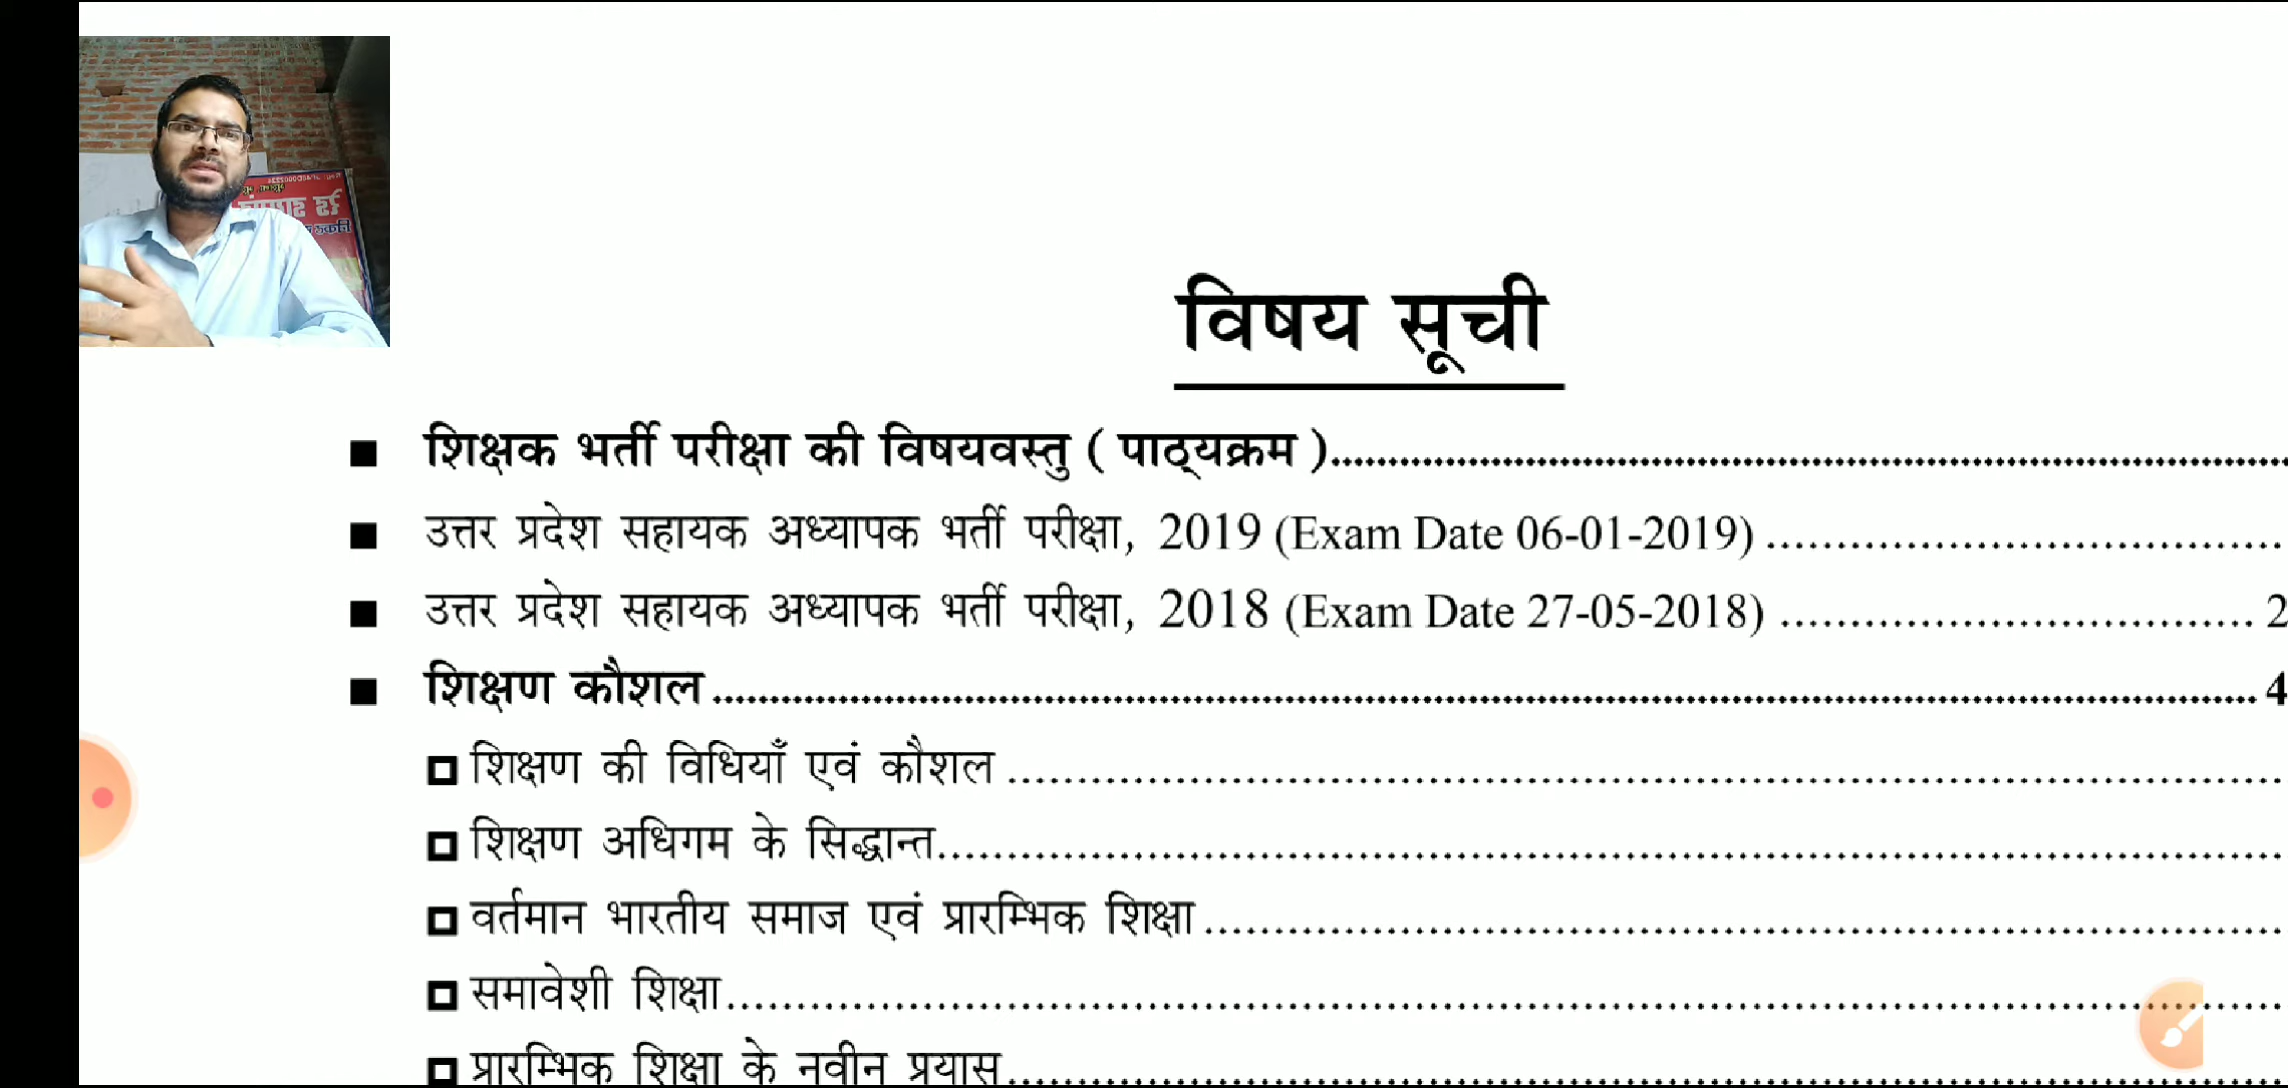 विषय सूची
■ शिक्षक भर्ती परीक्षा की विषयवस्तु ( पाठ्यक्रम )........................
■ उत्तर प्रदेश सहायक अध्यापक भर्ती परीक्षा, 2019 (Exam Date 06-01-2019) ........................
■ उत्तर प्रदेश सहायक अध्यापक भर्ती परीक्षा, 2018 (Exam Date 27-05-2018) ........................ 2
■ शिक्षण कौशल ........................ 4
□ शिक्षण की विधियाँ एवं कौशल ........................
□ शिक्षण अधिगम के सिद्धान्त........................
□ वर्तमान भारतीय समाज एवं प्रारम्भिक शिक्षा ........................
□ समावेशी शिक्षा........................
□ प्रारम्भिक शिक्षा के नवीन प्रयास........................